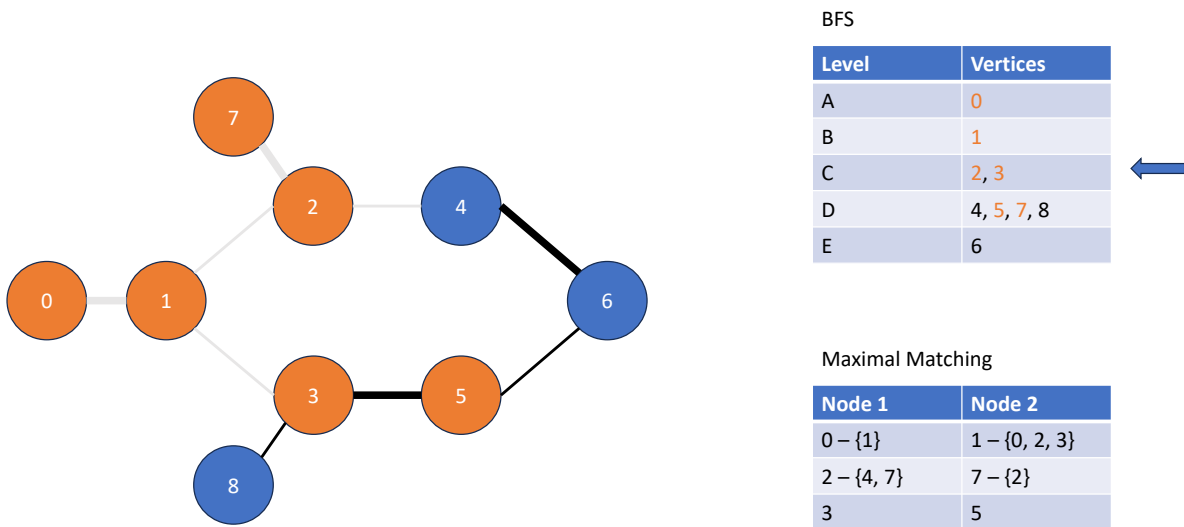 BFS
Level Vertices
A 0
B 1
C 2, 3
D 4, 5, 7, 8
E 6
7
2 4
0 1 6
3 5
8
Maximal Matching
Node 1 Node 2
0 – {1} 1 – {0, 2, 3}
2 – {4, 7} 7 – {2}
3 5